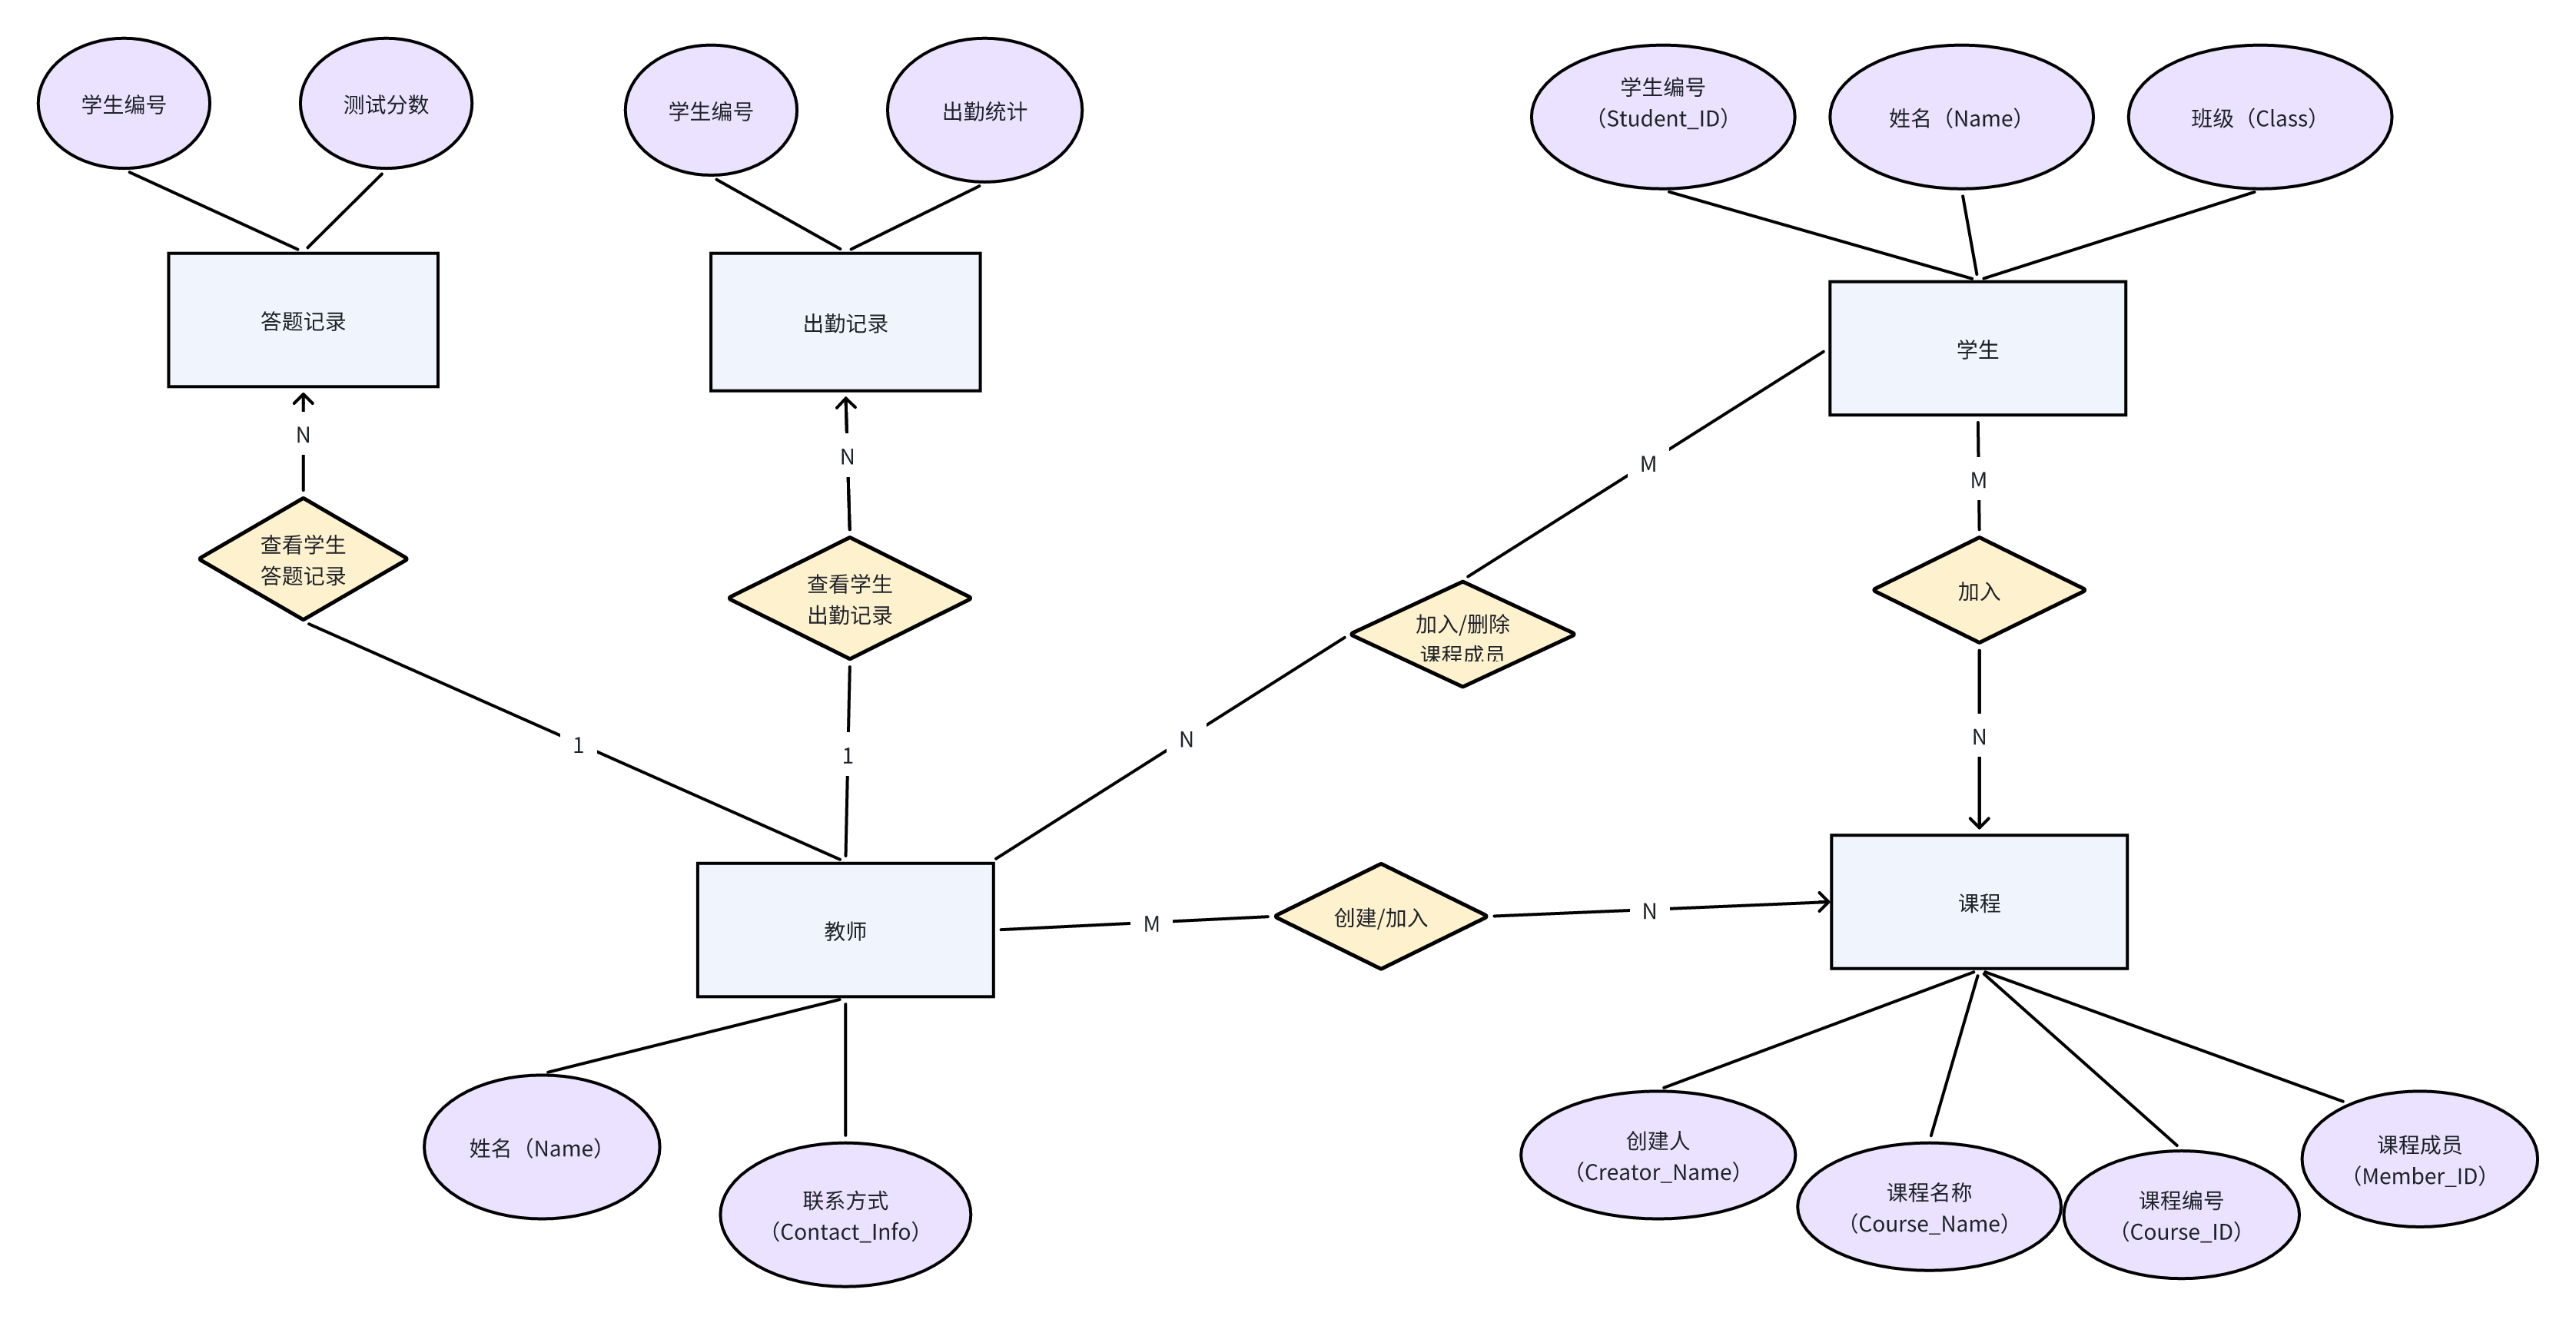 学生编号
测试分数
学生编号
出勤统计
学生编号
（Student_ID）
姓名（Name）
班级（Class）
答题记录
出勤记录
学生
N
N
M
M
查看学生
答题记录
查看学生
出勤记录
加入/删除
课程成员
加入
1
1
N
N
教师
M
创建/加入
N
课程
姓名（Name）
联系方式
（Contact_Info）
创建人
（Creator_Name）
课程名称
（Course_Name）
课程编号
（Course_ID）
课程成员
（Member_ID）